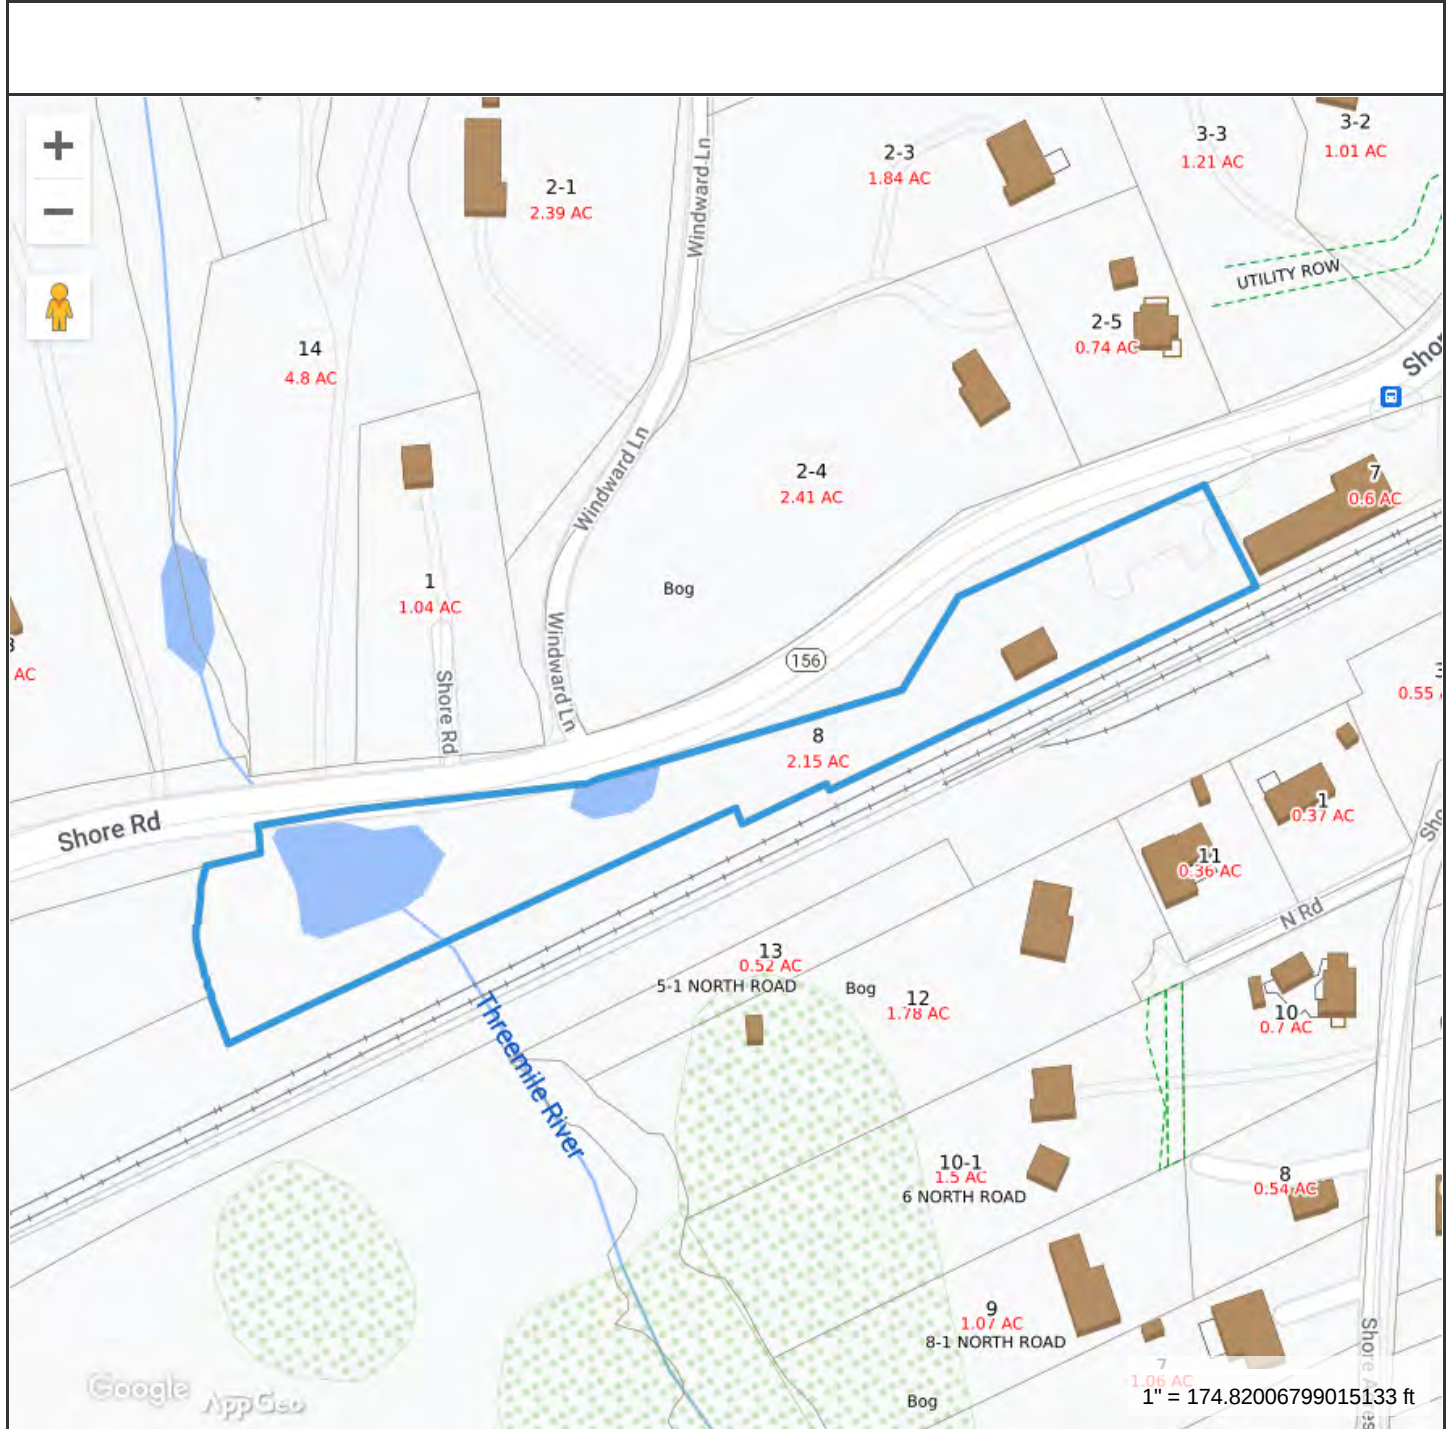 +
−
2-1
2.39 AC
Windward Ln
2-3
1.84 AC
3-3
1.21 AC
3-2
1.01 AC
UTILITY ROW
2-5
0.74 AC
14
4.8 AC
Windward Ln
2-4
2.41 AC
7
0.6 AC
1
1.04 AC
Bog
Windward Ln
Shore Rd
156
AC
0.55
8
2.15 AC
Shore Rd
1
0.37 AC
11
0.36 AC
N Rd
13
0.52 AC
5-1 NORTH ROAD
Bog
12
1.78 AC
10
0.7 AC
Threemile River
10-1
1.5 AC
6 NORTH ROAD
8
0.54 AC
9
1.07 AC
8-1 NORTH ROAD
7
1.06 AC
Bog
Google
AppGeo
1" = 174.82006799015133 ft